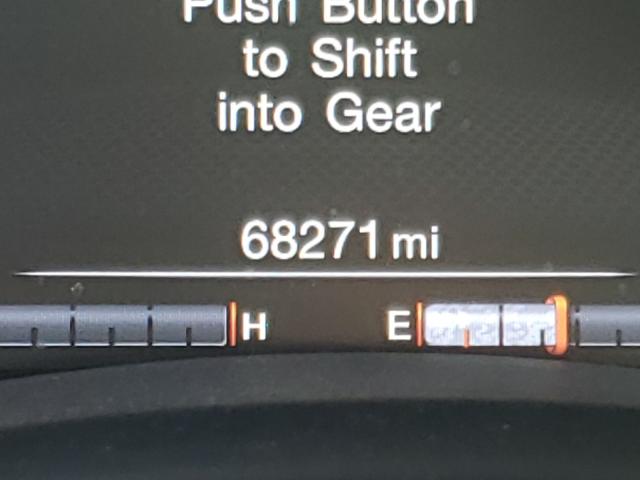 Push Button
to Shift
into Gear
68271 mi
H E